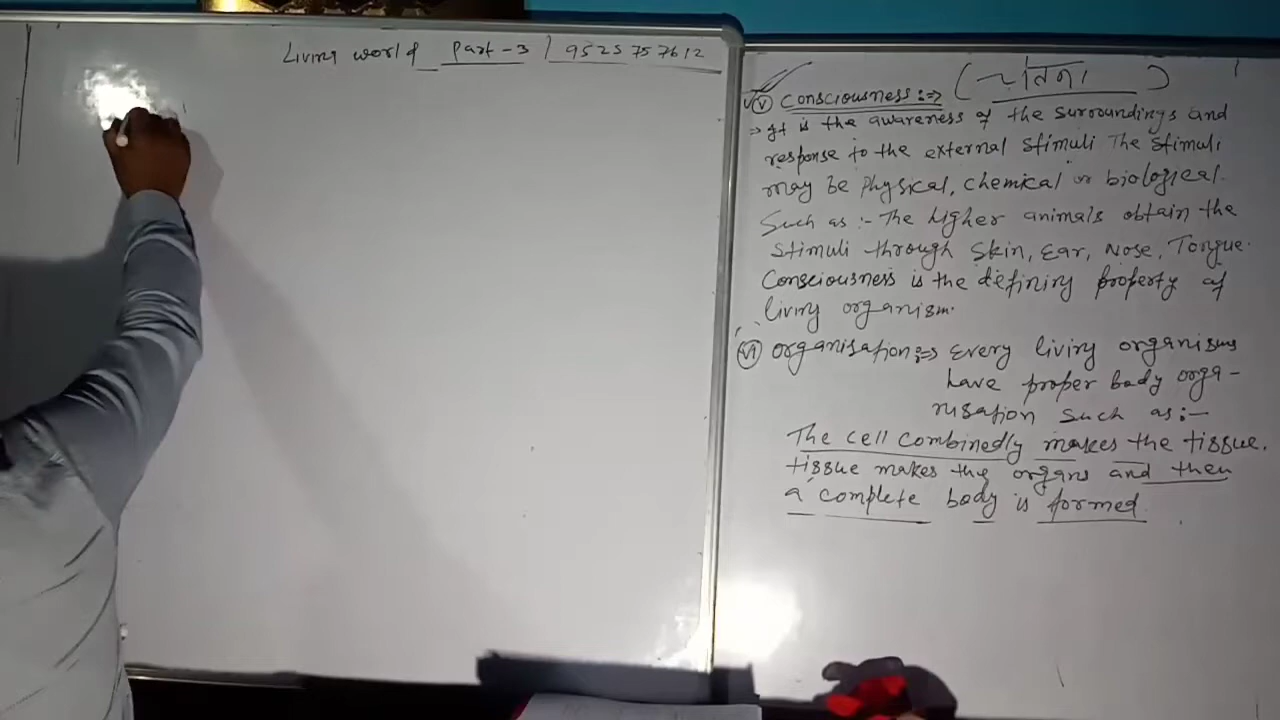 Living world Part-3 / 9525757612
(v) Consciousness :=>
=> It is the awareness of the surroundings and
response to the external stimuli The stimuli
may be physical, chemical or biological.
Such as :- The higher animals obtain the
stimuli through skin, Ear, Nose, Tongue.
Consciousness is the defining property of
living organism.
(vi) organisation :=> Every living organisms
have proper body orga-
nisation such as :-
The cell combinedly makes the tissue.
tissue makes the organs and then
a complete body is formed